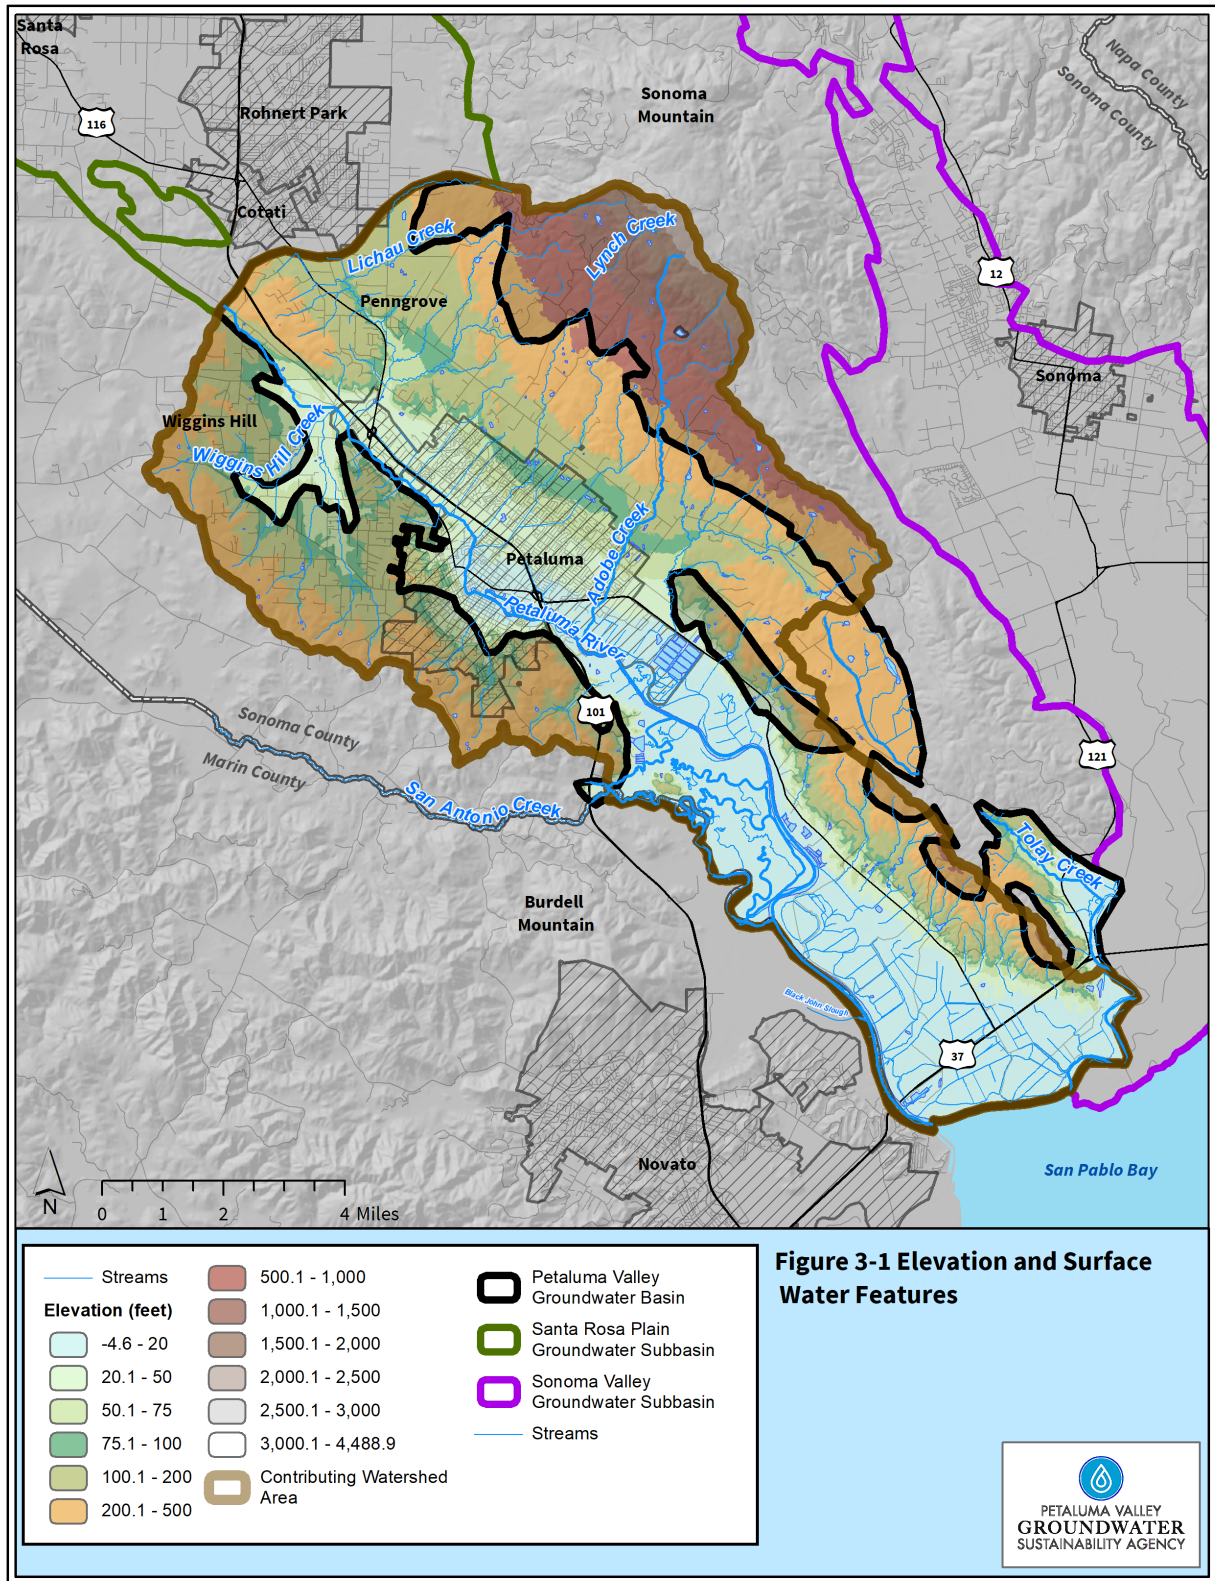 Santa
Rosa
116
Rohnert Park
Cotati
Sonoma
Mountain
Napa County
Sonoma County
12
Sonoma
Lichau Creek
Lynch Creek
Penngrove
Wiggins Hill
Wiggins Hill Creek
Petaluma
Adobe Creek
Petaluma River
101
Sonoma County
Marin County
San Antonio Creek
121
Tolay Creek
Burdell
Mountain
Black John Slough
37
Novato
San Pablo Bay
N
0 1 2 4 Miles
Figure 3-1 Elevation and Surface
Water Features
Streams
Elevation (feet)
-4.6 - 20
20.1 - 50
50.1 - 75
75.1 - 100
100.1 - 200
200.1 - 500
500.1 - 1,000
1,000.1 - 1,500
1,500.1 - 2,000
2,000.1 - 2,500
2,500.1 - 3,000
3,000.1 - 4,488.9
Contributing Watershed
Area
Petaluma Valley
Groundwater Basin
Santa Rosa Plain
Groundwater Subbasin
Sonoma Valley
Groundwater Subbasin
Streams
PETALUMA VALLEY
GROUNDWATER
SUSTAINABILITY AGENCY